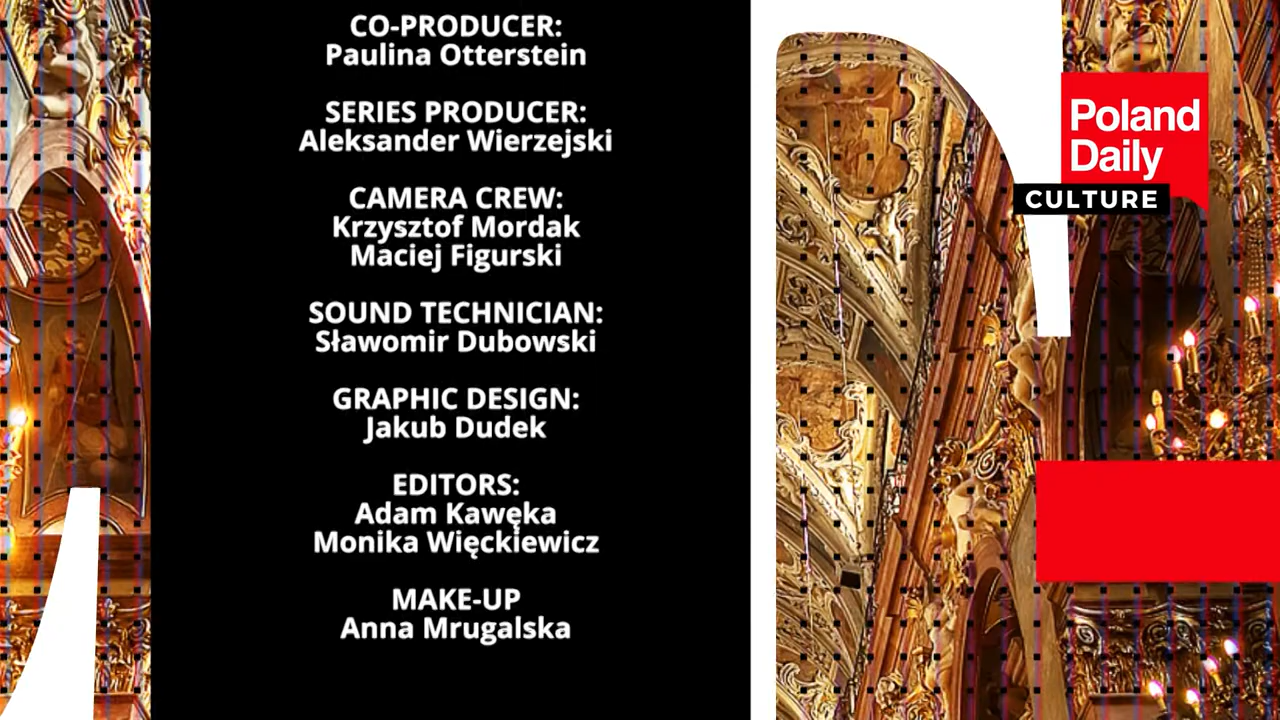 CO-PRODUCER:
Paulina Otterstein
SERIES PRODUCER:
Aleksander Wierzejski
CAMERA CREW:
Krzysztof Mordak
Maciej Figurski
SOUND TECHNICIAN:
Sławomir Dubowski
GRAPHIC DESIGN:
Jakub Dudek
EDITORS:
Adam Kawęka
Monika Więckiewicz
MAKE-UP
Anna Mrugalska
Poland
Daily
CULTURE